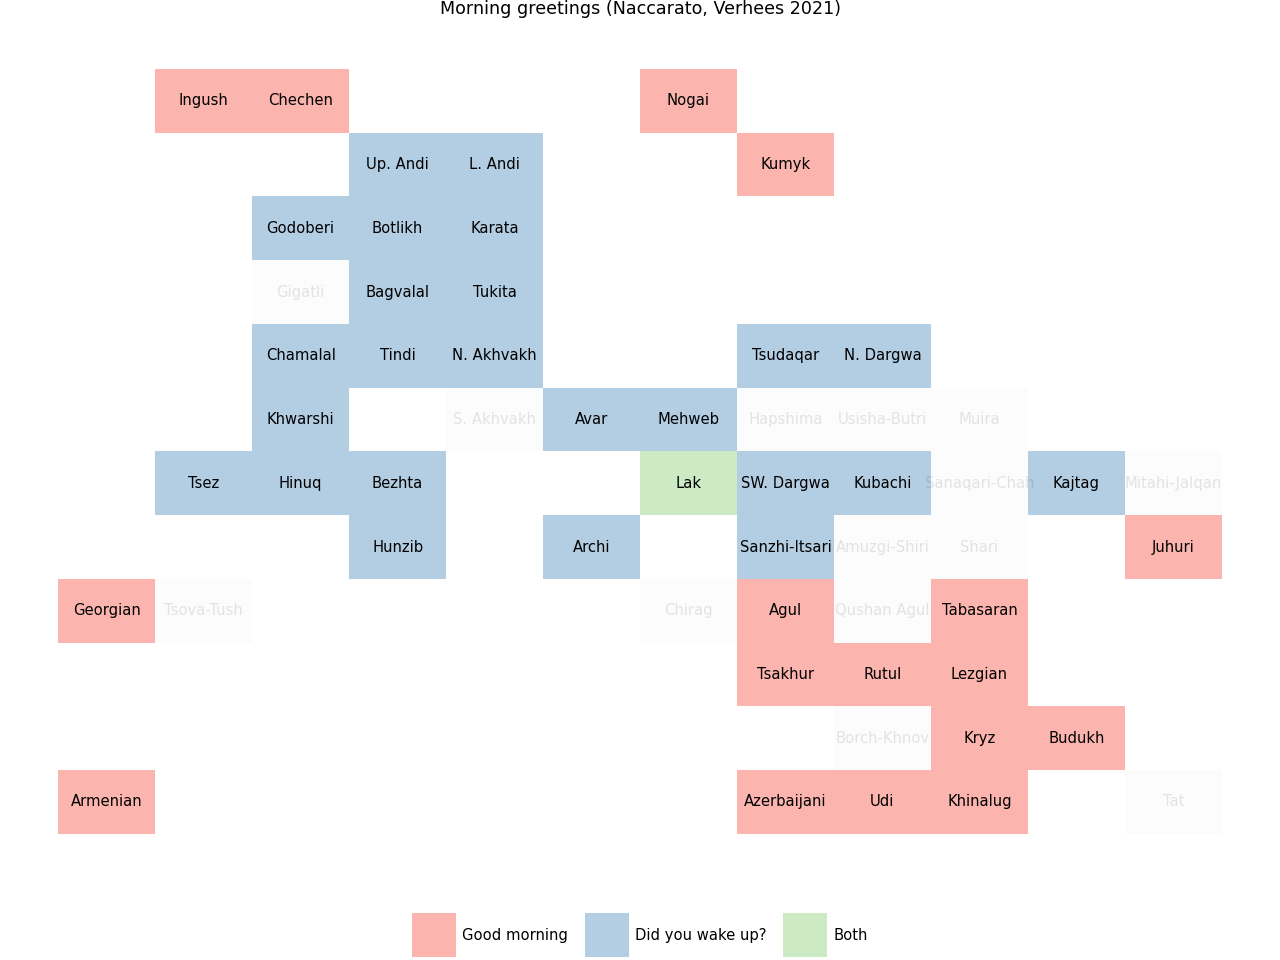 Morning greetings (Naccarato, Verhees 2021)
Ingush Chechen Nogai
Up. Andi L. Andi Kumyk
Godoberi Botlikh Karata
Gigatli Bagvalal Tukita
Chamalal Tindi N. Akhvakh Tsudaqar N. Dargwa
Khwarshi S. Akhvakh Avar Mehweb Hapshima Usisha-Butri Muira
Tsez Hinuq Bezhta Lak SW. Dargwa Kubachi Sanaqari-Chah Kajtag Mitahi-Jalqan
Hunzib Archi Sanzhi-Itsari Amuzgi-Shiri Shari Juhuri
Georgian Tsova-Tush Chirag Agul Qushan Agul Tabasaran
Tsakhur Rutul Lezgian
Borch-Khnov Kryz Budukh
Armenian Azerbaijani Udi Khinalug Tat
Good morning Did you wake up? Both